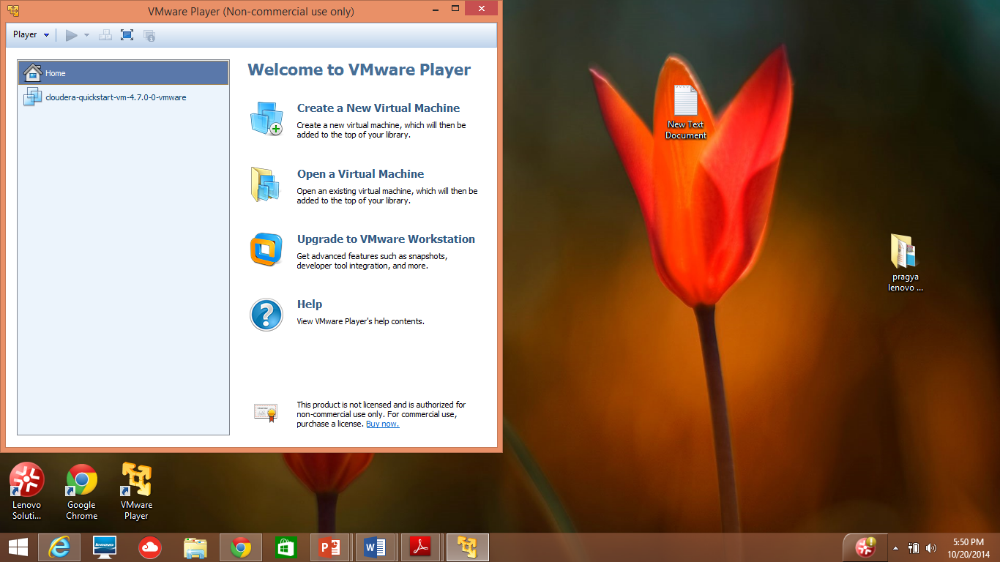 VMware Player (Non-commercial use only)
Player
Home
cloudera-quickstart-vm-4.7.0-0-vmware
Welcome to VMware Player
Create a New Virtual Machine
Create a new virtual machine, which will then be
added to the top of your library.
Open a Virtual Machine
Open an existing virtual machine, which will then be
added to the top of your library.
Upgrade to VMware Workstation
Get advanced features such as snapshots,
developer tool integration, and more.
Help
View VMware Player's help contents.
This product is not licensed and is authorized for
non-commercial use only. For commercial use,
purchase a license. Buy now.
New Text
Document
pragya
lenovo ...
Lenovo
Soluti...
Google
Chrome
VMware
Player
lenovo
5:50 PM
10/20/2014